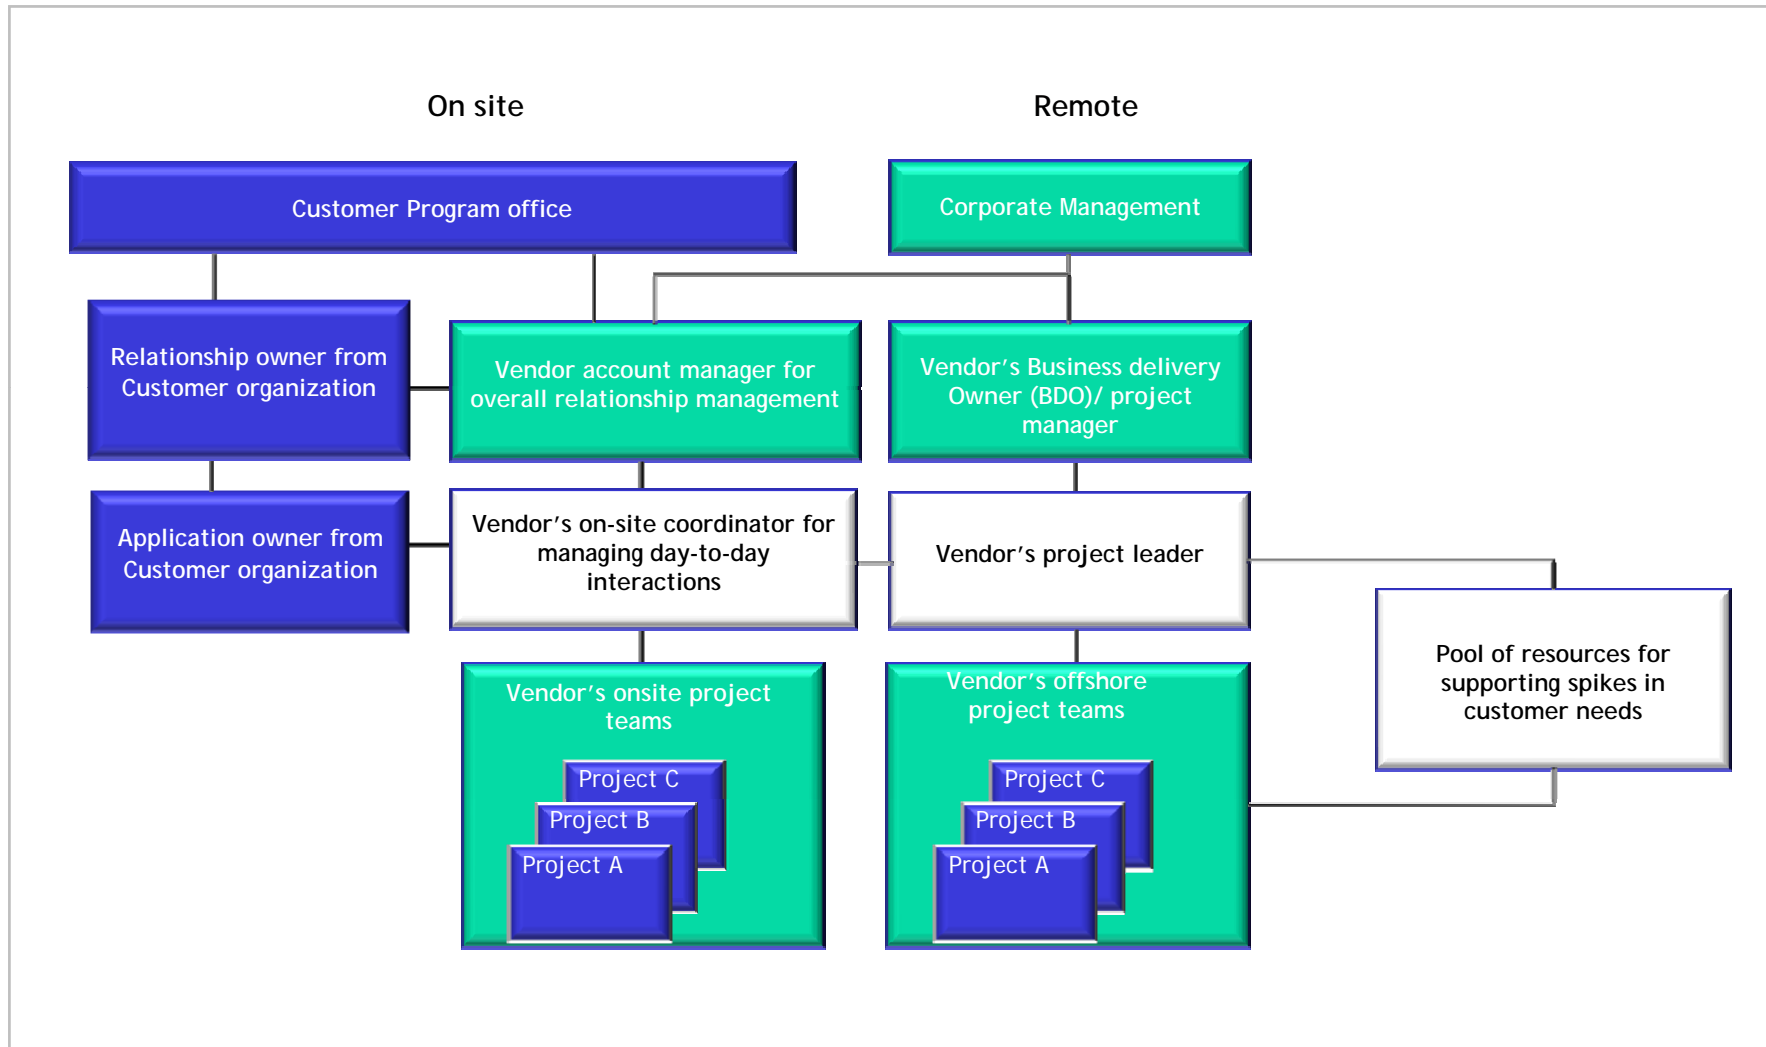 On site
Remote
Customer Program office
Corporate Management
Relationship owner from
Customer organization
Vendor account manager for
overall relationship management
Vendor's Business delivery
Owner (BDO)/ project
manager
Application owner from
Customer organization
Vendor's on-site coordinator for
managing day-to-day
interactions
Vendor's project leader
Pool of resources for
supporting spikes in
customer needs
Vendor's onsite project
teams
Project C
Project B
Project A
Vendor's offshore
project teams
Project C
Project B
Project A